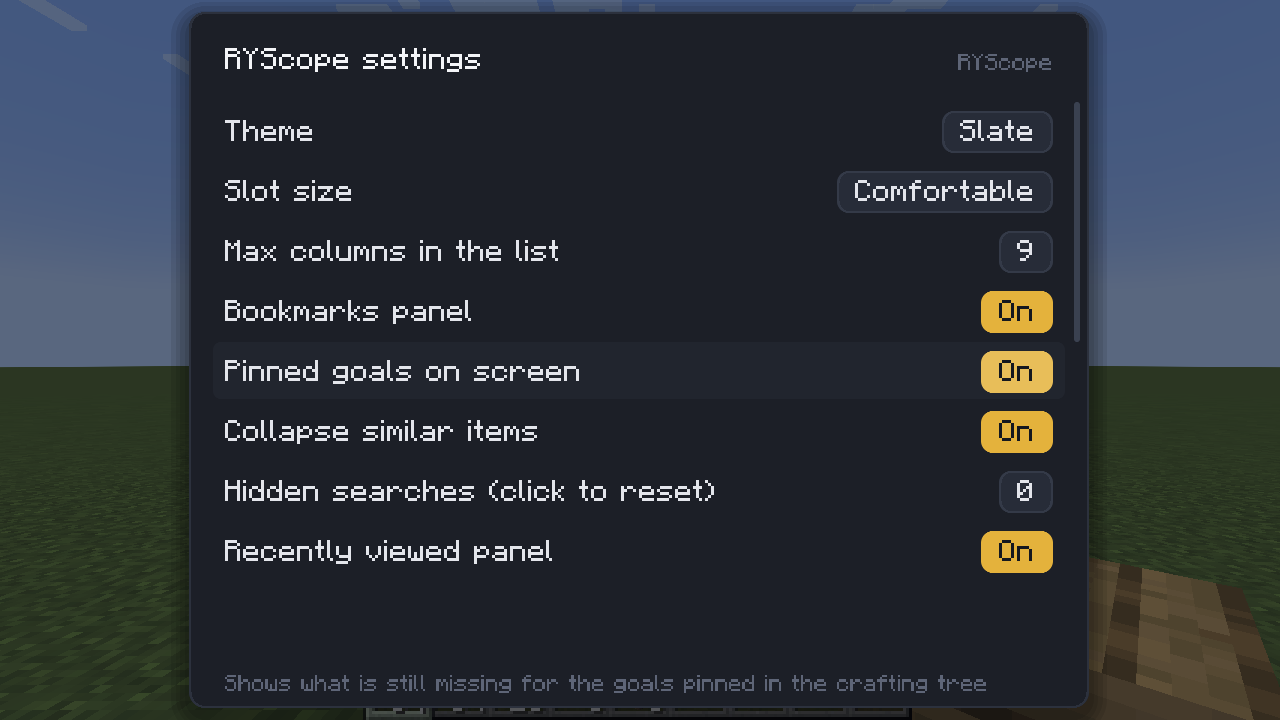 RYScope settings
RYScope
Theme
Slate
Slot size
Comfortable
Max columns in the list
9
Bookmarks panel
On
Pinned goals on screen
On
Collapse similar items
On
Hidden searches (click to reset)
0
Recently viewed panel
On
Shows what is still missing for the goals pinned in the crafting tree